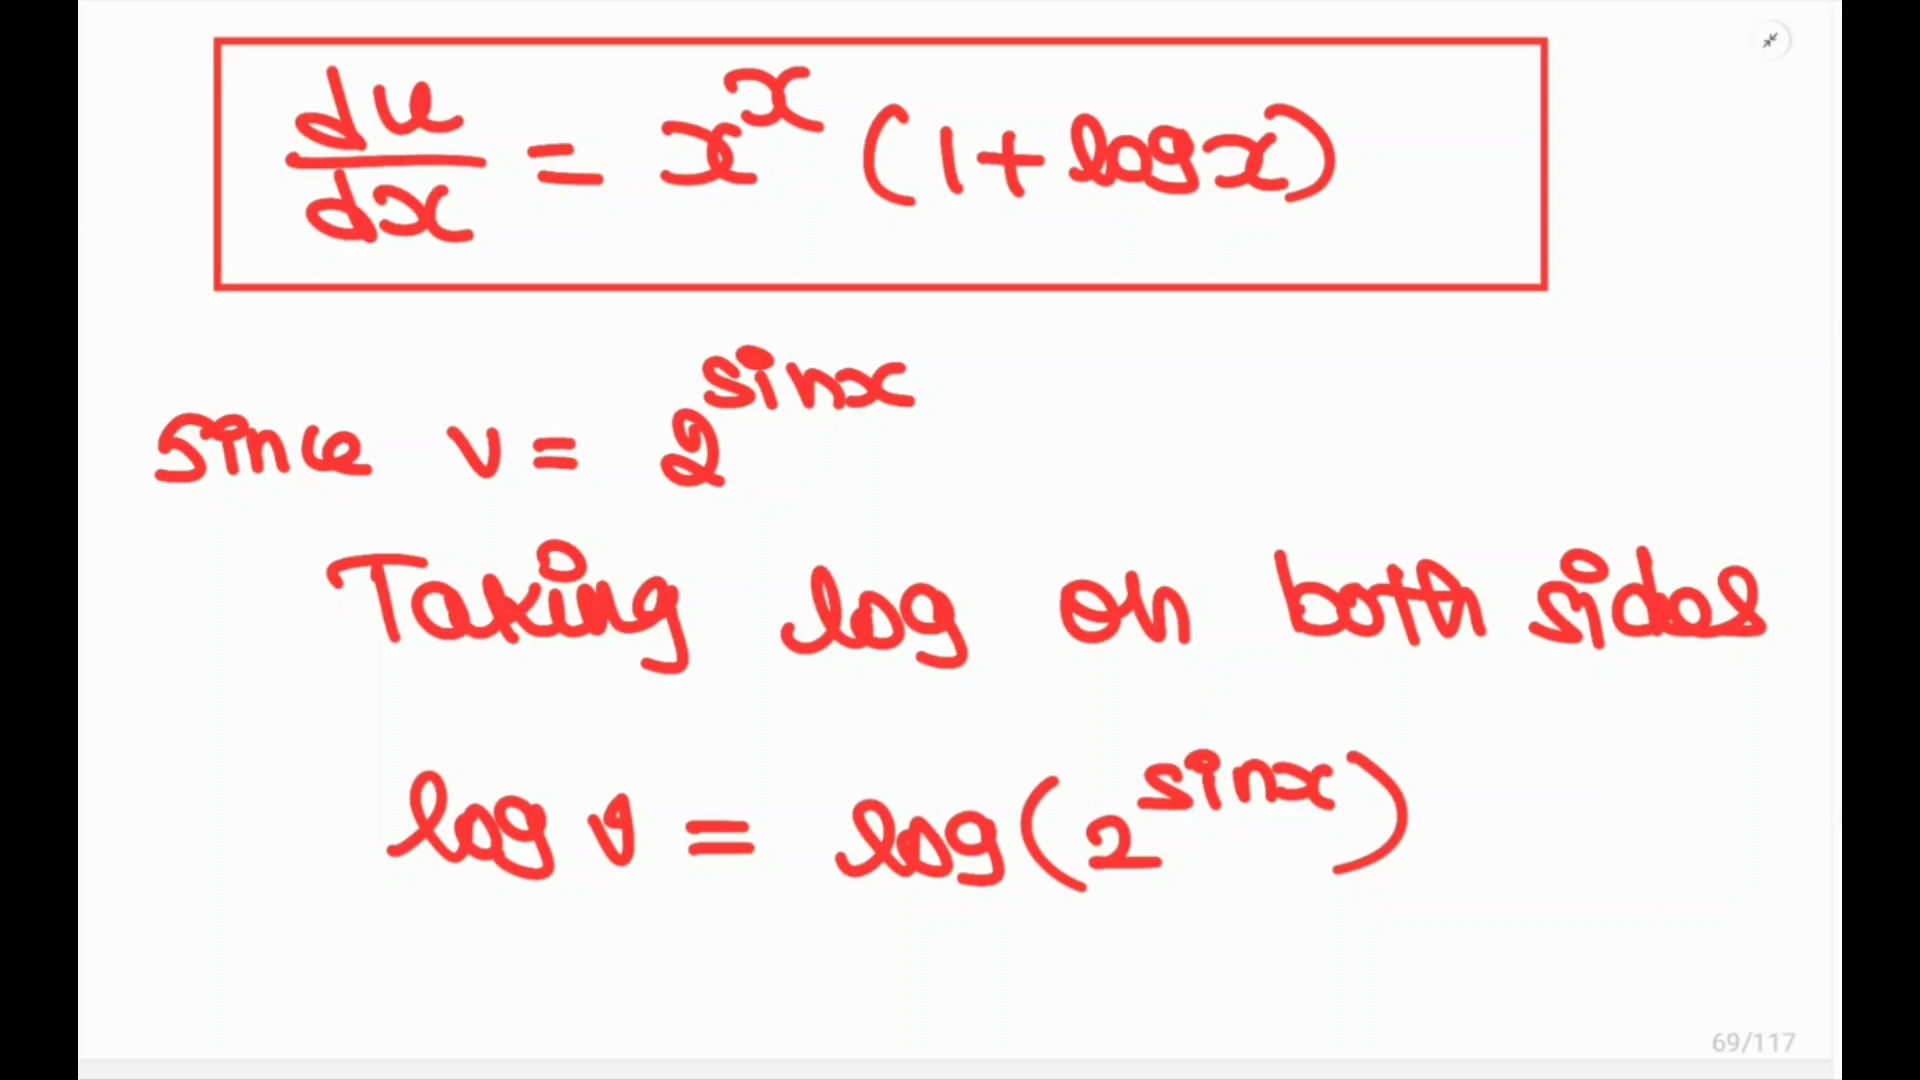 du/dx = x^x (1+logx)
since v = 2^sinx
Taking log on both sides
log v = log(2^sinx)
69/117